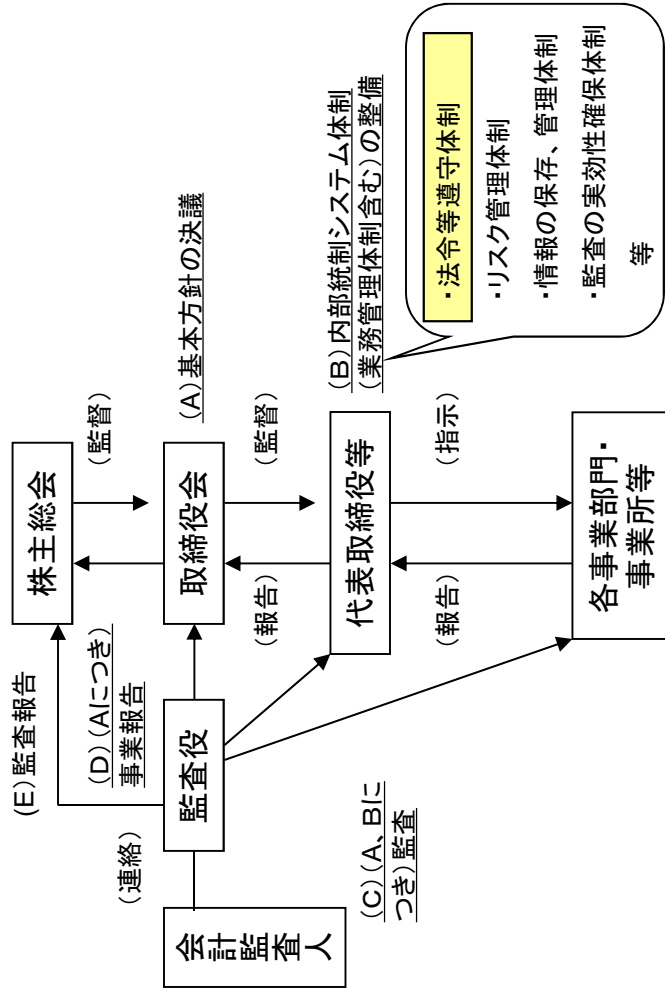 (E)監査報告
株主総会
(監督)
(D)(Aにつき)
事業報告
(連絡)
会計
監査
人
監査役
取締役会
(A)基本方針の決議
(C)(A、Bに
つき)監査
(報告)
(監督)
代表取締役等
(B)内部統制システム体制
(業務管理体制含む)の整備
・法令等遵守体制
・リスク管理体制
・情報の保存、管理体制
・監査の実効性確保体制
等
(報告)
(指示)
各事業部門・
事業所等